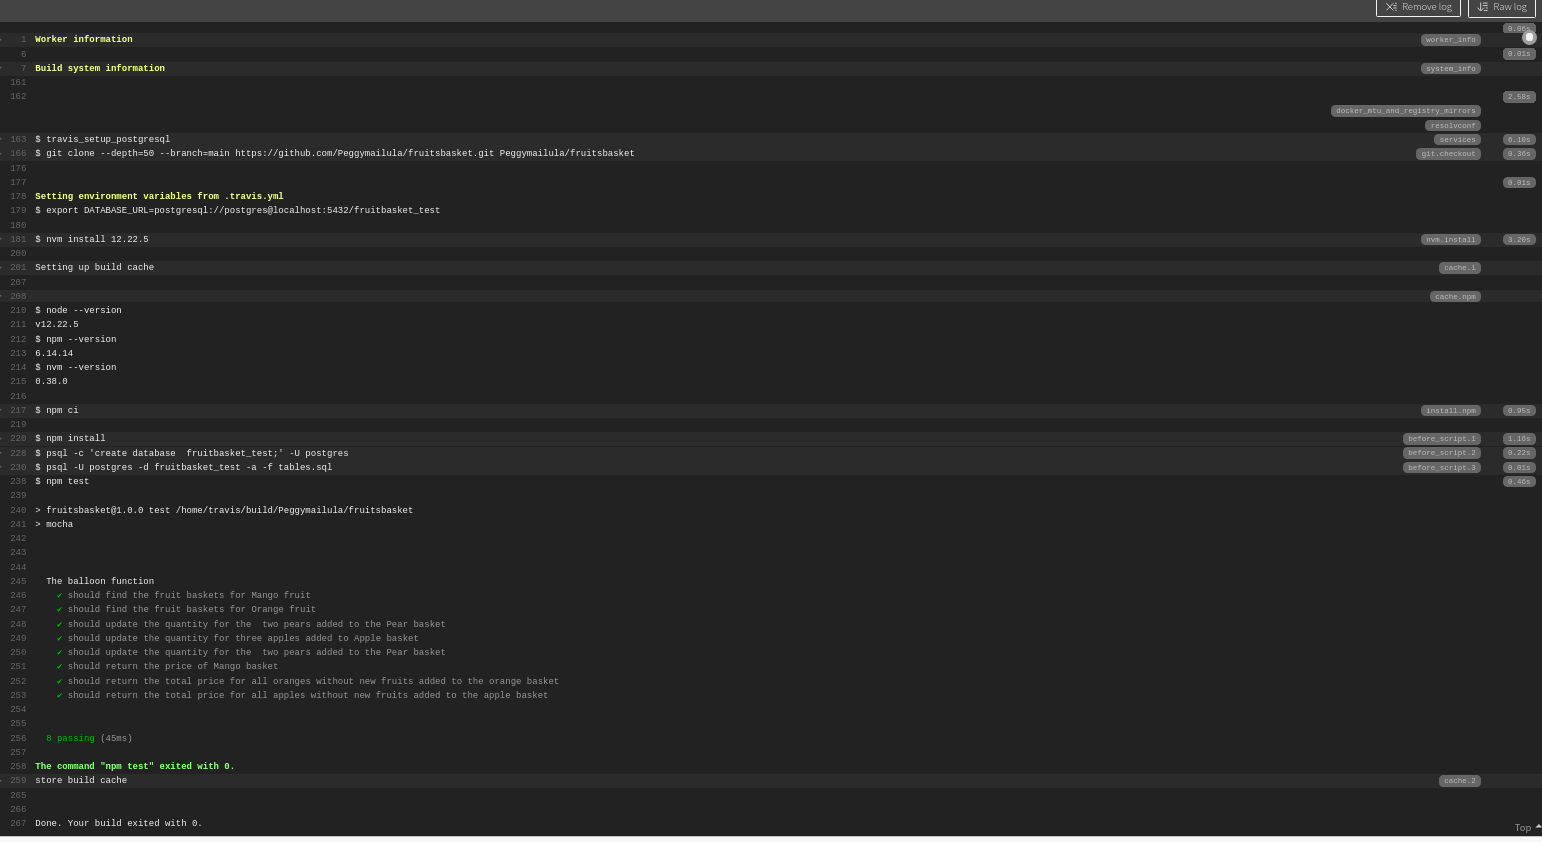 Remove log Raw log
0.06s
1 Worker information worker_info
6 0.01s
7 Build system information system_info
161
162 2.58s
docker_mtu_and_registry_mirrors
resolvconf
163 $ travis_setup_postgresql services 6.10s
166 $ git clone --depth=50 --branch=main https://github.com/Peggymailula/fruitsbasket.git Peggymailula/fruitsbasket git.checkout 0.36s
176
177 0.01s
178 Setting environment variables from .travis.yml
179 $ export DATABASE_URL=postgresql://postgres@localhost:5432/fruitbasket_test
180
181 $ nvm install 12.22.5 nvm.install 3.20s
200
201 Setting up build cache cache.1
207
208 cache.npm
210 $ node --version
211 v12.22.5
212 $ npm --version
213 6.14.14
214 $ nvm --version
215 0.38.0
216
217 $ npm ci install.npm 0.95s
219
220 $ npm install before_script.1 1.16s
228 $ psql -c 'create database  fruitbasket_test;' -U postgres before_script.2 0.22s
230 $ psql -U postgres -d fruitbasket_test -a -f tables.sql before_script.3 0.01s
238 $ npm test 0.46s
239
240 > fruitsbasket@1.0.0 test /home/travis/build/Peggymailula/fruitsbasket
241 > mocha
242
243
244
245 The balloon function
246 ✓ should find the fruit baskets for Mango fruit
247 ✓ should find the fruit baskets for Orange fruit
248 ✓ should update the quantity for the  two pears added to the Pear basket
249 ✓ should update the quantity for three apples added to Apple basket
250 ✓ should update the quantity for the  two pears added to the Pear basket
251 ✓ should return the price of Mango basket
252 ✓ should return the total price for all oranges without new fruits added to the orange basket
253 ✓ should return the total price for all apples without new fruits added to the apple basket
254
255
256 8 passing (45ms)
257
258 The command "npm test" exited with 0.
259 store build cache cache.2
265
266
267 Done. Your build exited with 0.
Top